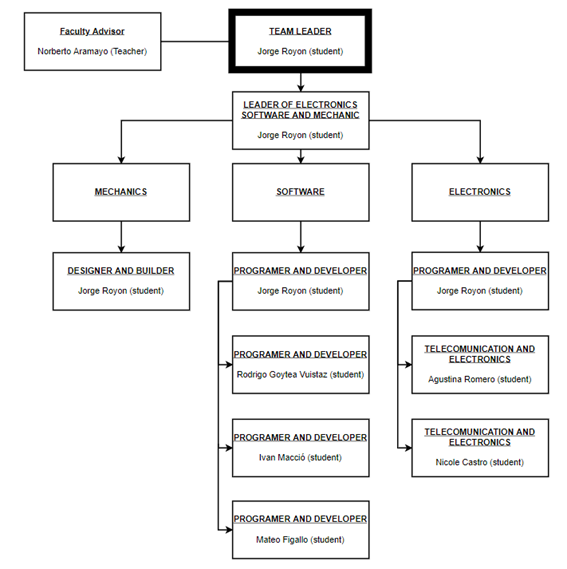 Faculty Advisor
Norberto Aramayo (Teacher)
TEAM LEADER
Jorge Royon (student)
LEADER OF ELECTRONICS
SOFTWARE AND MECHANIC
Jorge Royon (student)
MECHANICS
SOFTWARE
ELECTRONICS
DESIGNER AND BUILDER
Jorge Royon (student)
PROGRAMER AND DEVELOPER
Jorge Royon (student)
PROGRAMER AND DEVELOPER
Jorge Royon (student)
PROGRAMER AND DEVELOPER
Rodrigo Goytea Vuistaz (student)
TELECOMUNICATION AND
ELECTRONICS
Agustina Romero (student)
PROGRAMER AND DEVELOPER
Ivan Macció (student)
TELECOMUNICATION AND
ELECTRONICS
Nicole Castro (student)
PROGRAMER AND DEVELOPER
Mateo Figallo (student)